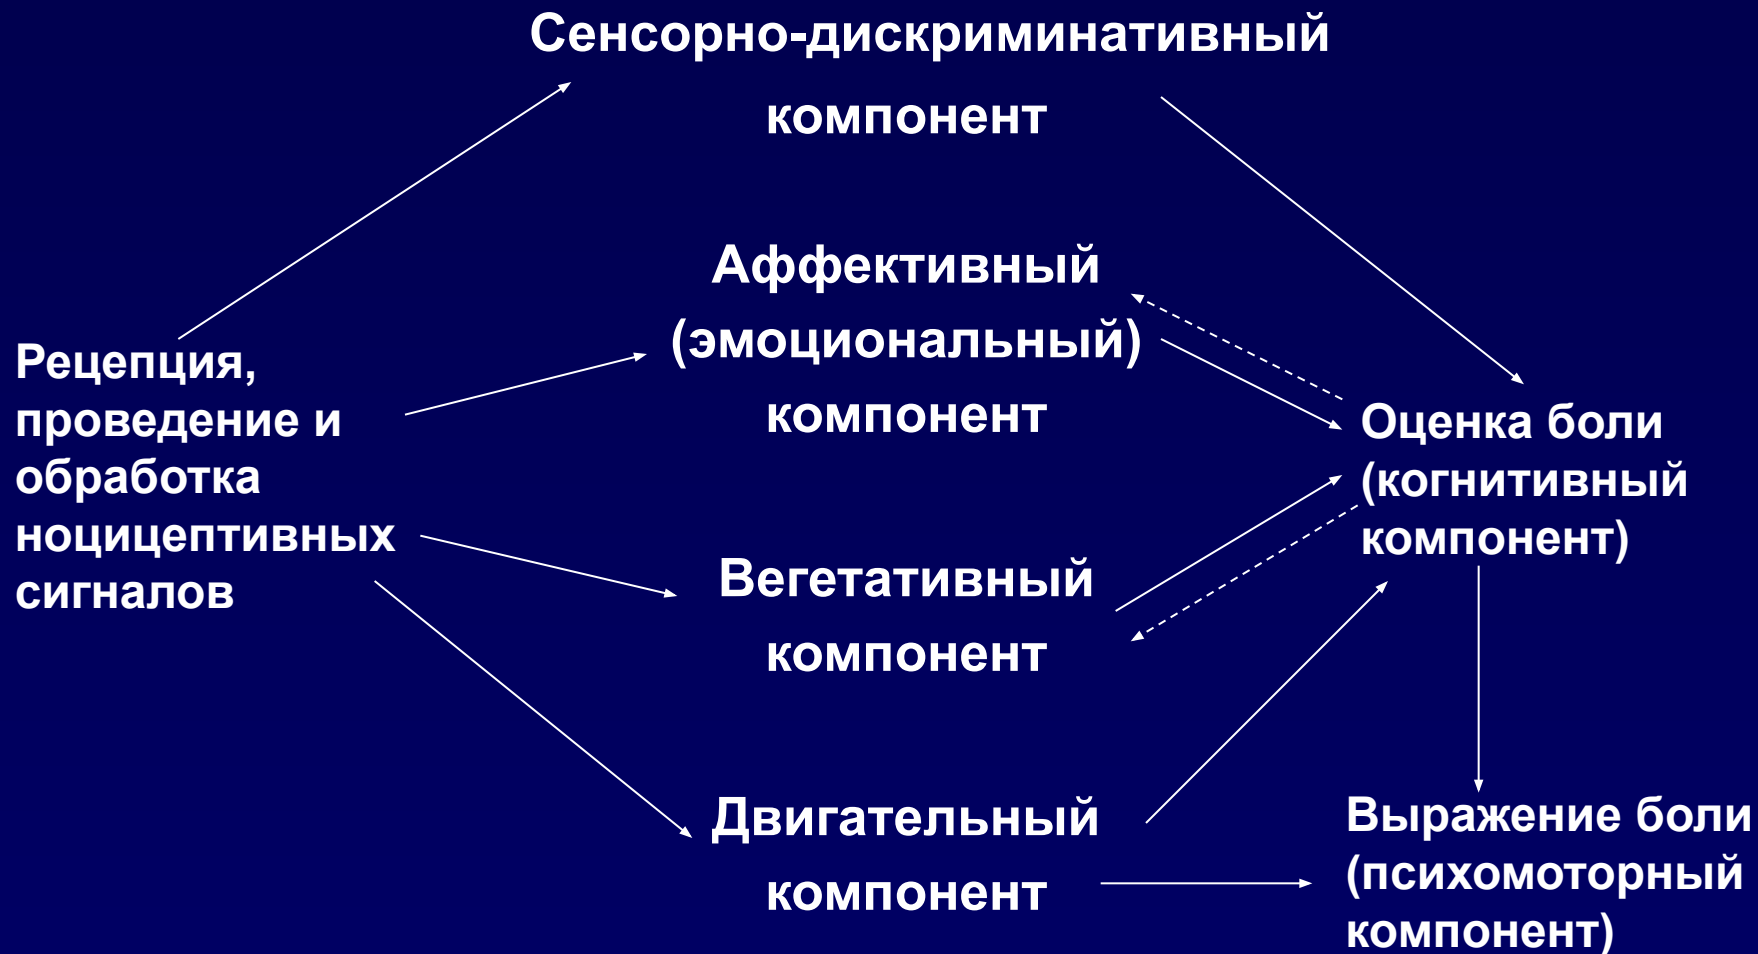 Сенсорно-дискриминативный
компонент
Аффективный
(эмоциональный)
компонент
Рецепция,
проведение и
обработка
ноцицептивных
сигналов
Оценка боли
(когнитивный
компонент)
Вегетативный
компонент
Двигательный
компонент
Выражение боли
(психомоторный
компонент)